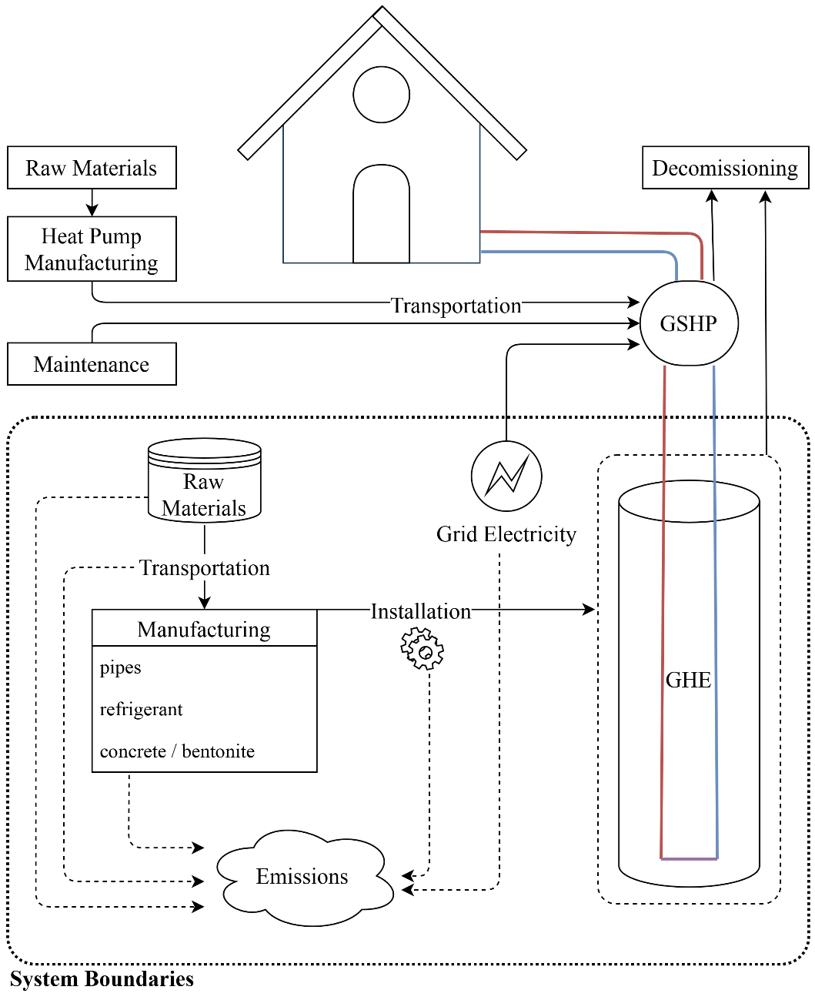 Raw Materials
Decomissioning
Heat Pump
Manufacturing
Transportation
GSHP
Maintenance
Raw
Materials
Grid Electricity
Transportation
Installation
Manufacturing
pipes
GHE
refrigerant
concrete / bentonite
Emissions
System Boundaries